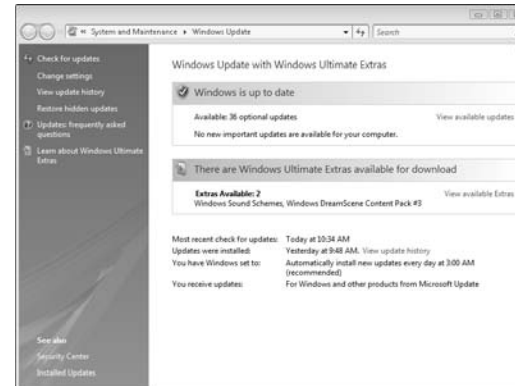 « System and Maintenance ▸ Windows Update
Search
Check for updates
Change settings
View update history
Restore hidden updates
Updates: frequently asked
questions
Learn about Windows Ultimate
Extras
See also
Security Center
Installed Updates
Windows Update with Windows Ultimate Extras
Windows is up to date
Available: 36 optional updates View available updates
No new important updates are available for your computer.
There are Windows Ultimate Extras available for download
Extras Available: 2 View available Extras
Windows Sound Schemes, Windows DreamScene Content Pack #3
Most recent check for updates: Today at 10:34 AM
Updates were installed: Yesterday at 9:48 AM. View update history
You have Windows set to: Automatically install new updates every day at 3:00 AM
(recommended)
You receive updates: For Windows and other products from Microsoft Update